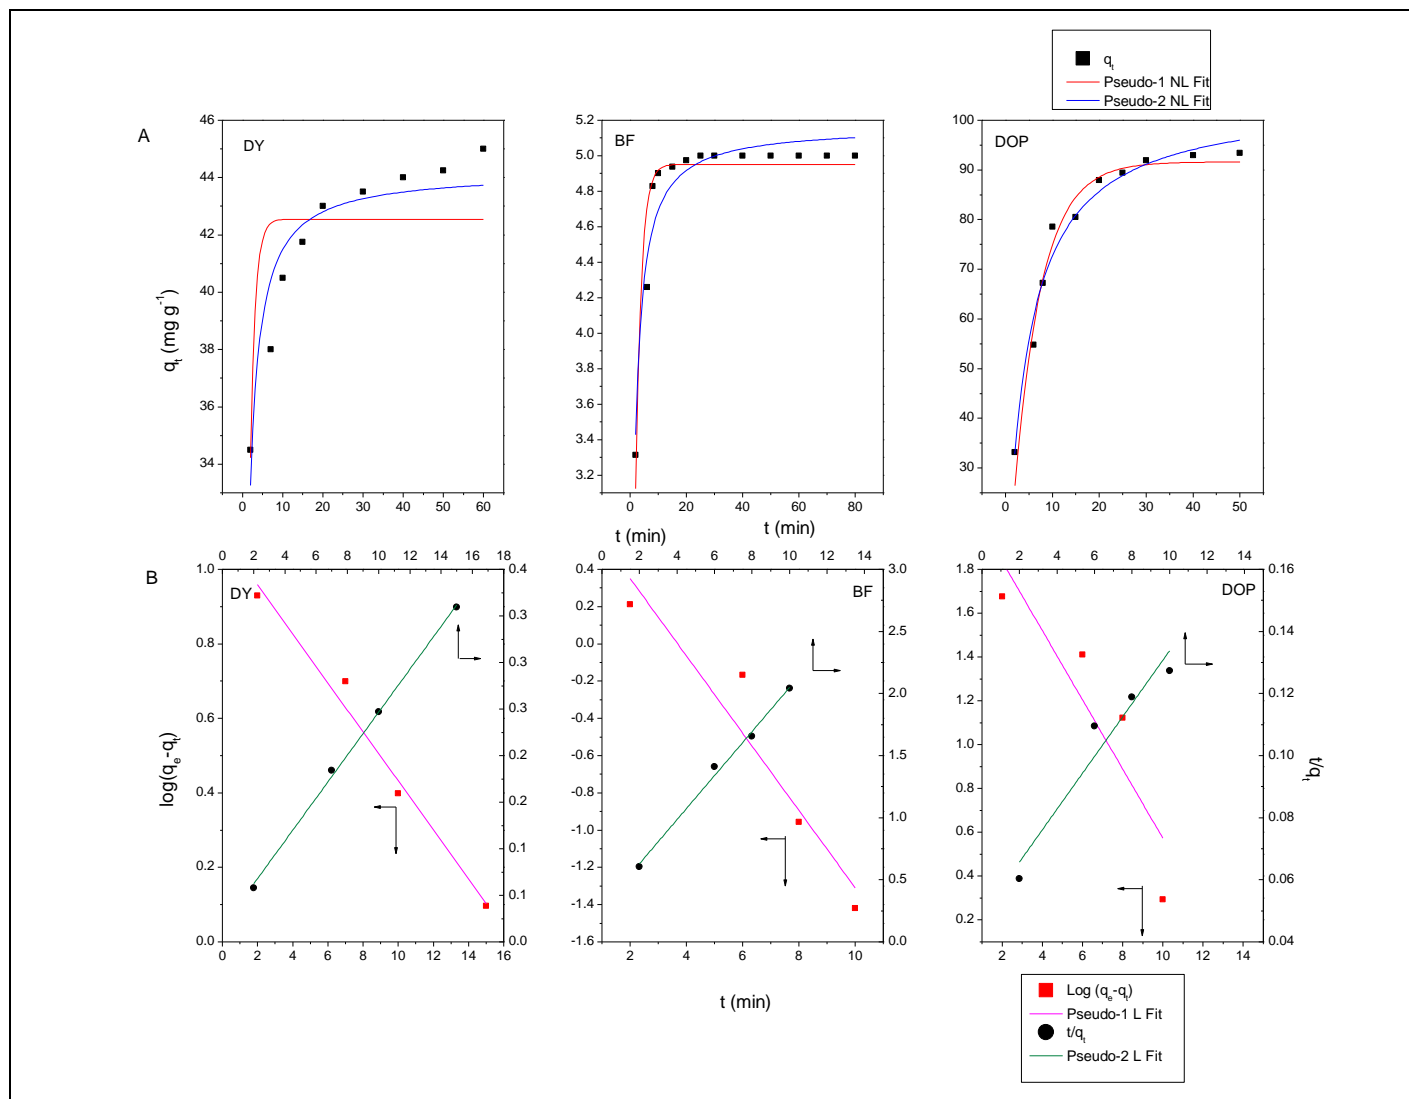 q_t
Pseudo-1 NL Fit
Pseudo-2 NL Fit
A
DY
BF
DOP
46
44
42
40
38
36
34
0 10 20 30 40 50 60
5.2
5.0
4.8
4.6
4.4
4.2
4.0
3.8
3.6
3.4
3.2
0 20 40 60 80
100
90
80
70
60
50
40
30
0 10 20 30 40 50
q_t (mg g^-1)
t (min)
t (min)
B
0 2 4 6 8 10 12 14 16 18
DY
1.0
0.8
0.6
0.4
0.2
0.0
0.4
0.3
0.3
0.3
0.2
0.2
0.1
0.1
0.0
0 2 4 6 8 10 12 14 16
0 2 4 6 8 10 12 14
BF
0.4
0.2
0.0
-0.2
-0.4
-0.6
-0.8
-1.0
-1.2
-1.4
-1.6
3.0
2.5
2.0
1.5
1.0
0.5
0.0
2 4 6 8 10
0 2 4 6 8 10 12 14
DOP
1.8
1.6
1.4
1.2
1.0
0.8
0.6
0.4
0.2
0.16
0.14
0.12
0.10
0.08
0.06
0.04
2 4 6 8 10 12 14
log(q_e-q_t)
t/q_t
t (min)
Log (q_e-q_t)
Pseudo-1 L Fit
t/q_t
Pseudo-2 L Fit